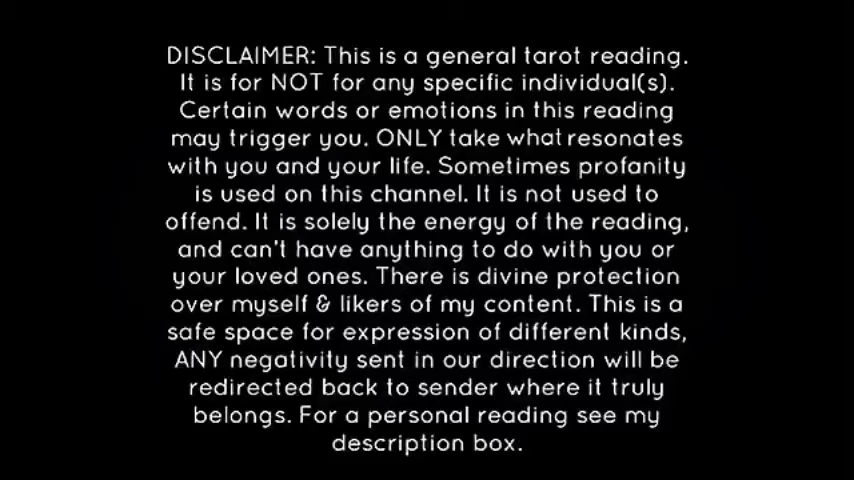 DISCLAIMER: This is a general tarot reading.
It is for NOT for any specific individual(s).
Certain words or emotions in this reading
may trigger you. ONLY take what resonates
with you and your life. Sometimes profanity
is used on this channel. It is not used to
offend. It is solely the energy of the reading,
and can't have anything to do with you or
your loved ones. There is divine protection
over myself & likers of my content. This is a
safe space for expression of different kinds,
ANY negativity sent in our direction will be
redirected back to sender where it truly
belongs. For a personal reading see my
description box.